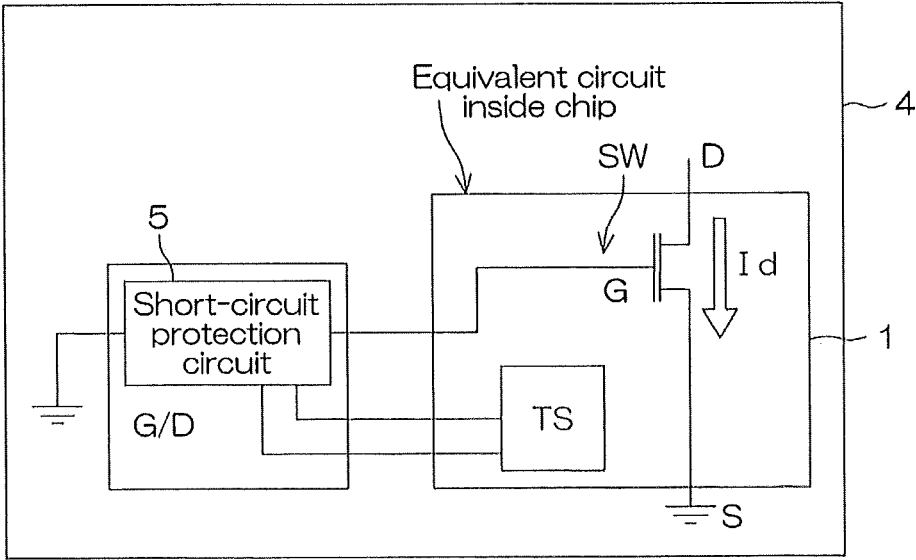 Equivalent circuit
inside chip
4
SW
D
5
Short-circuit
protection
circuit
G
Id
1
G/D
TS
S